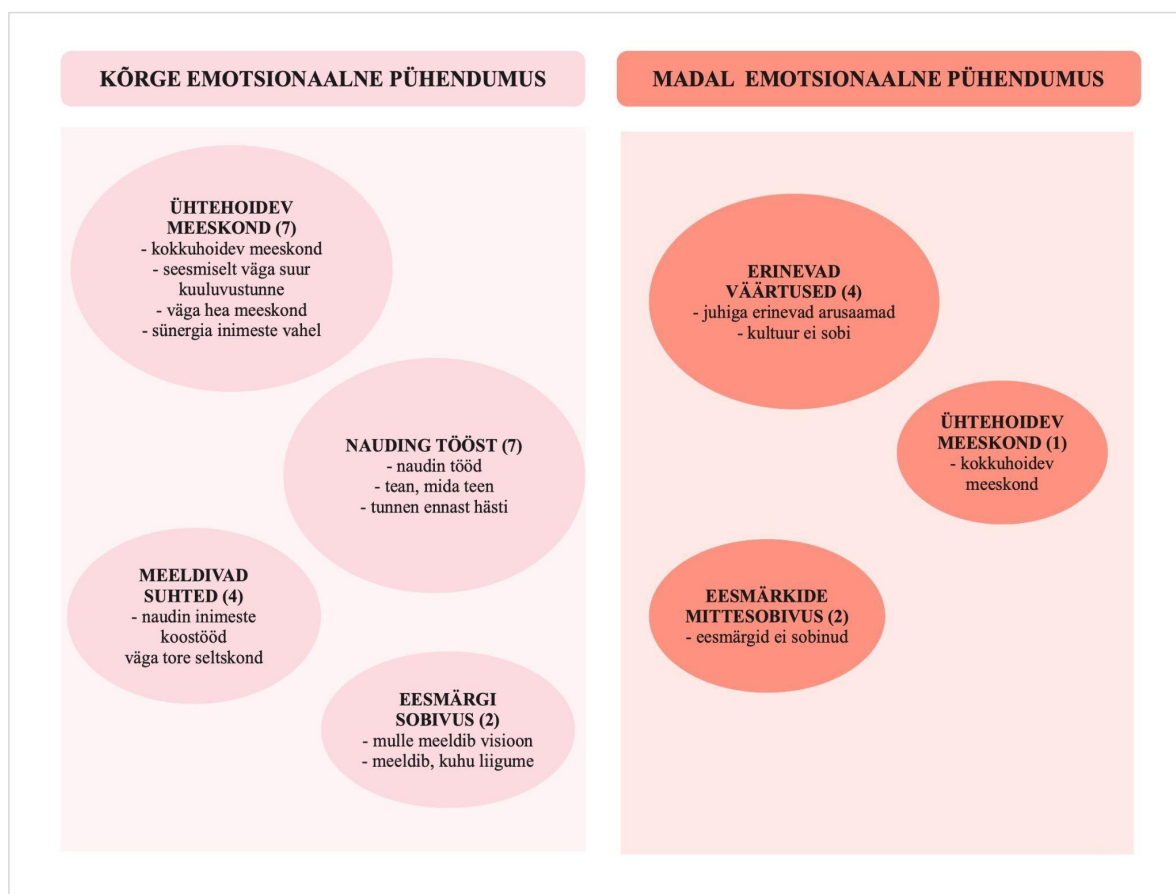 KÕRGE EMOTSIONAALNE PÜHENDUMUS
ÜHTEHOIDEV
MEESKOND (7)
- kokkuhoidev meeskond
- seesmiselt väga suur
kuuluvustunne
- väga hea meeskond
- sünergia inimeste vahel
NAUDING TÖÖST (7)
- naudin tööd
- tean, mida teen
- tunnen ennast hästi
MEELDIVAD
SUHTED (4)
- naudin inimeste
koostööd
väga tore seltskond
EESMÄRGI
SOBIVUS (2)
- mulle meeldib visioon
- meeldib, kuhu liigume
MADAL EMOTSIONAALNE PÜHENDUMUS
ERINEVAD
VÄÄRTUSED (4)
- juhiga erinevad arusaamad
- kultuur ei sobi
ÜHTEHOIDEV
MEESKOND (1)
- kokkuhoidev
meeskond
EESMÄRKIDE
MITTESOBIVUS (2)
- eesmärgid ei sobinud